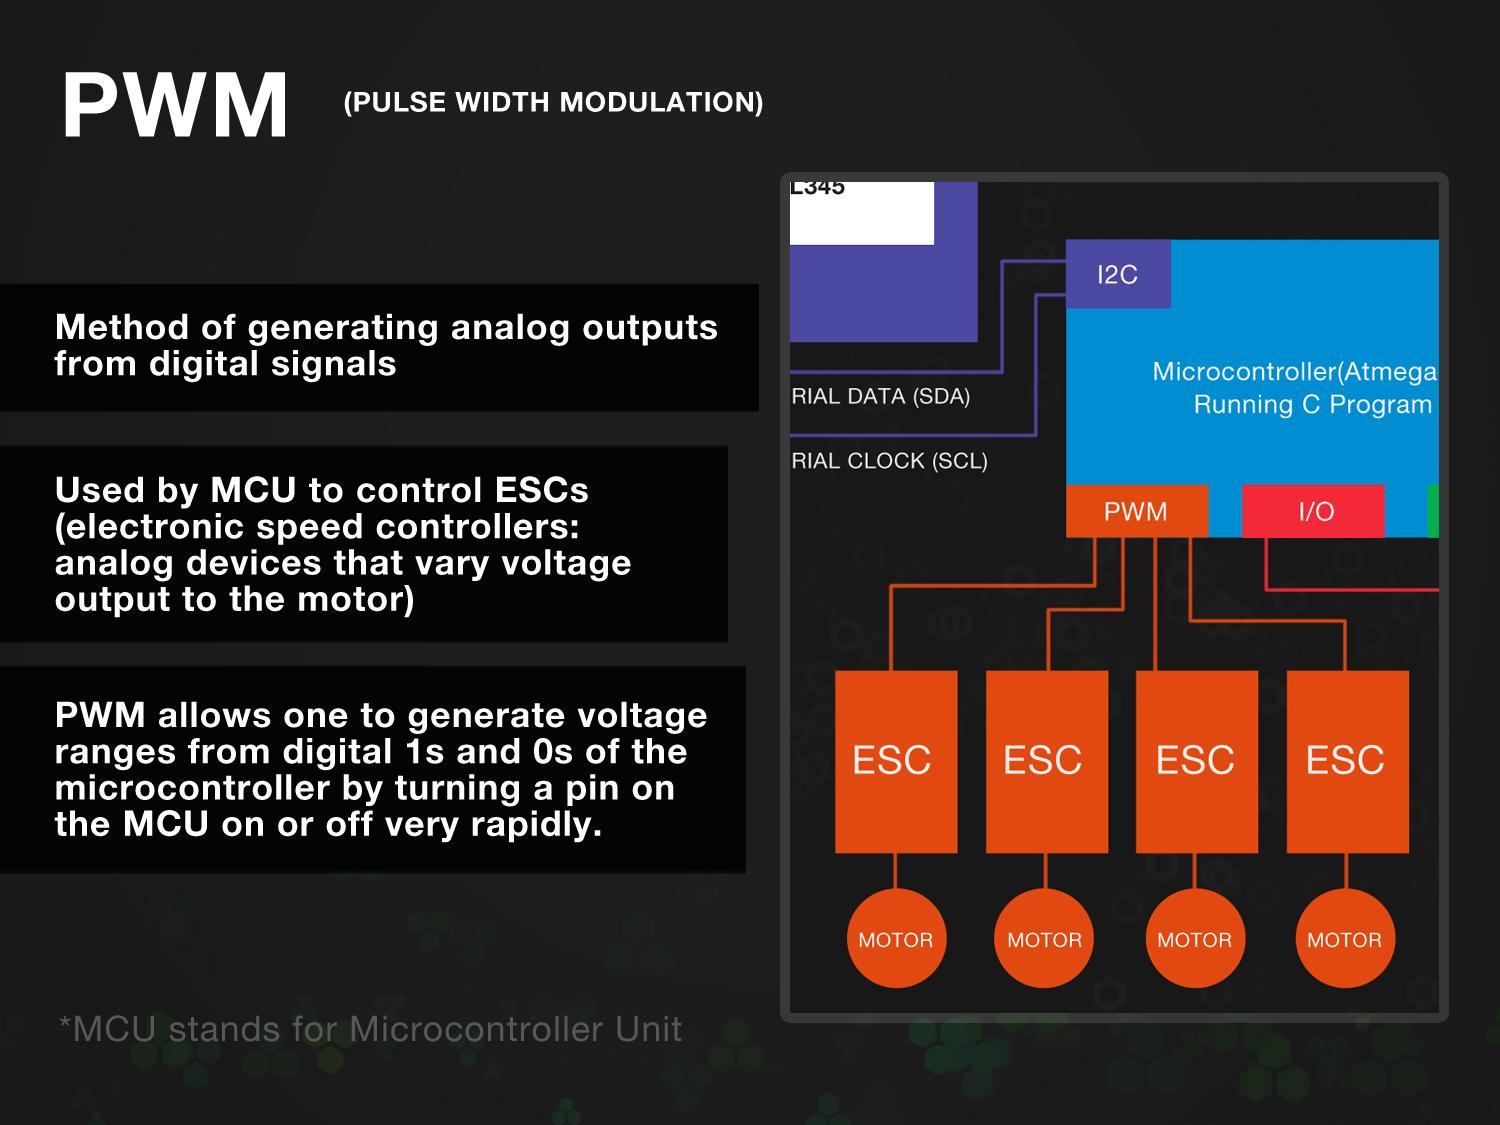 PWM (PULSE WIDTH MODULATION)
Method of generating analog outputs
from digital signals
Used by MCU to control ESCs
(electronic speed controllers:
analog devices that vary voltage
output to the motor)
PWM allows one to generate voltage
ranges from digital 1s and 0s of the
microcontroller by turning a pin on
the MCU on or off very rapidly.
*MCU stands for Microcontroller Unit
L345
I2C
Microcontroller(Atmega
Running C Program
RIAL DATA (SDA)
RIAL CLOCK (SCL)
PWM I/O
ESC ESC ESC ESC
MOTOR MOTOR MOTOR MOTOR